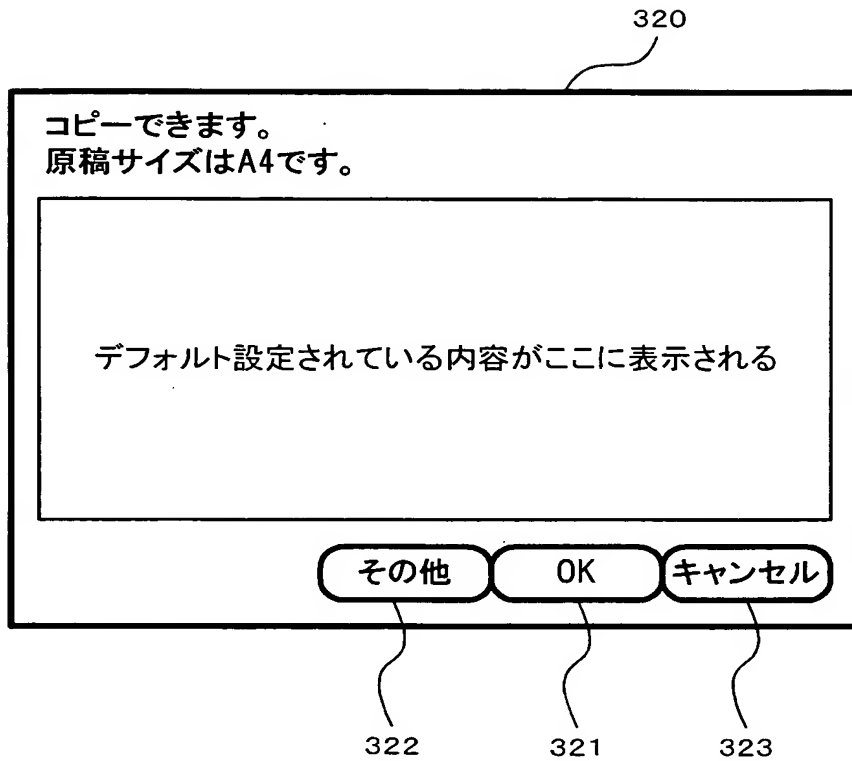 320
コピーできます。
原稿サイズはA4です。
デフォルト設定されている内容がここに表示される
その他 OK キャンセル
322 321 323